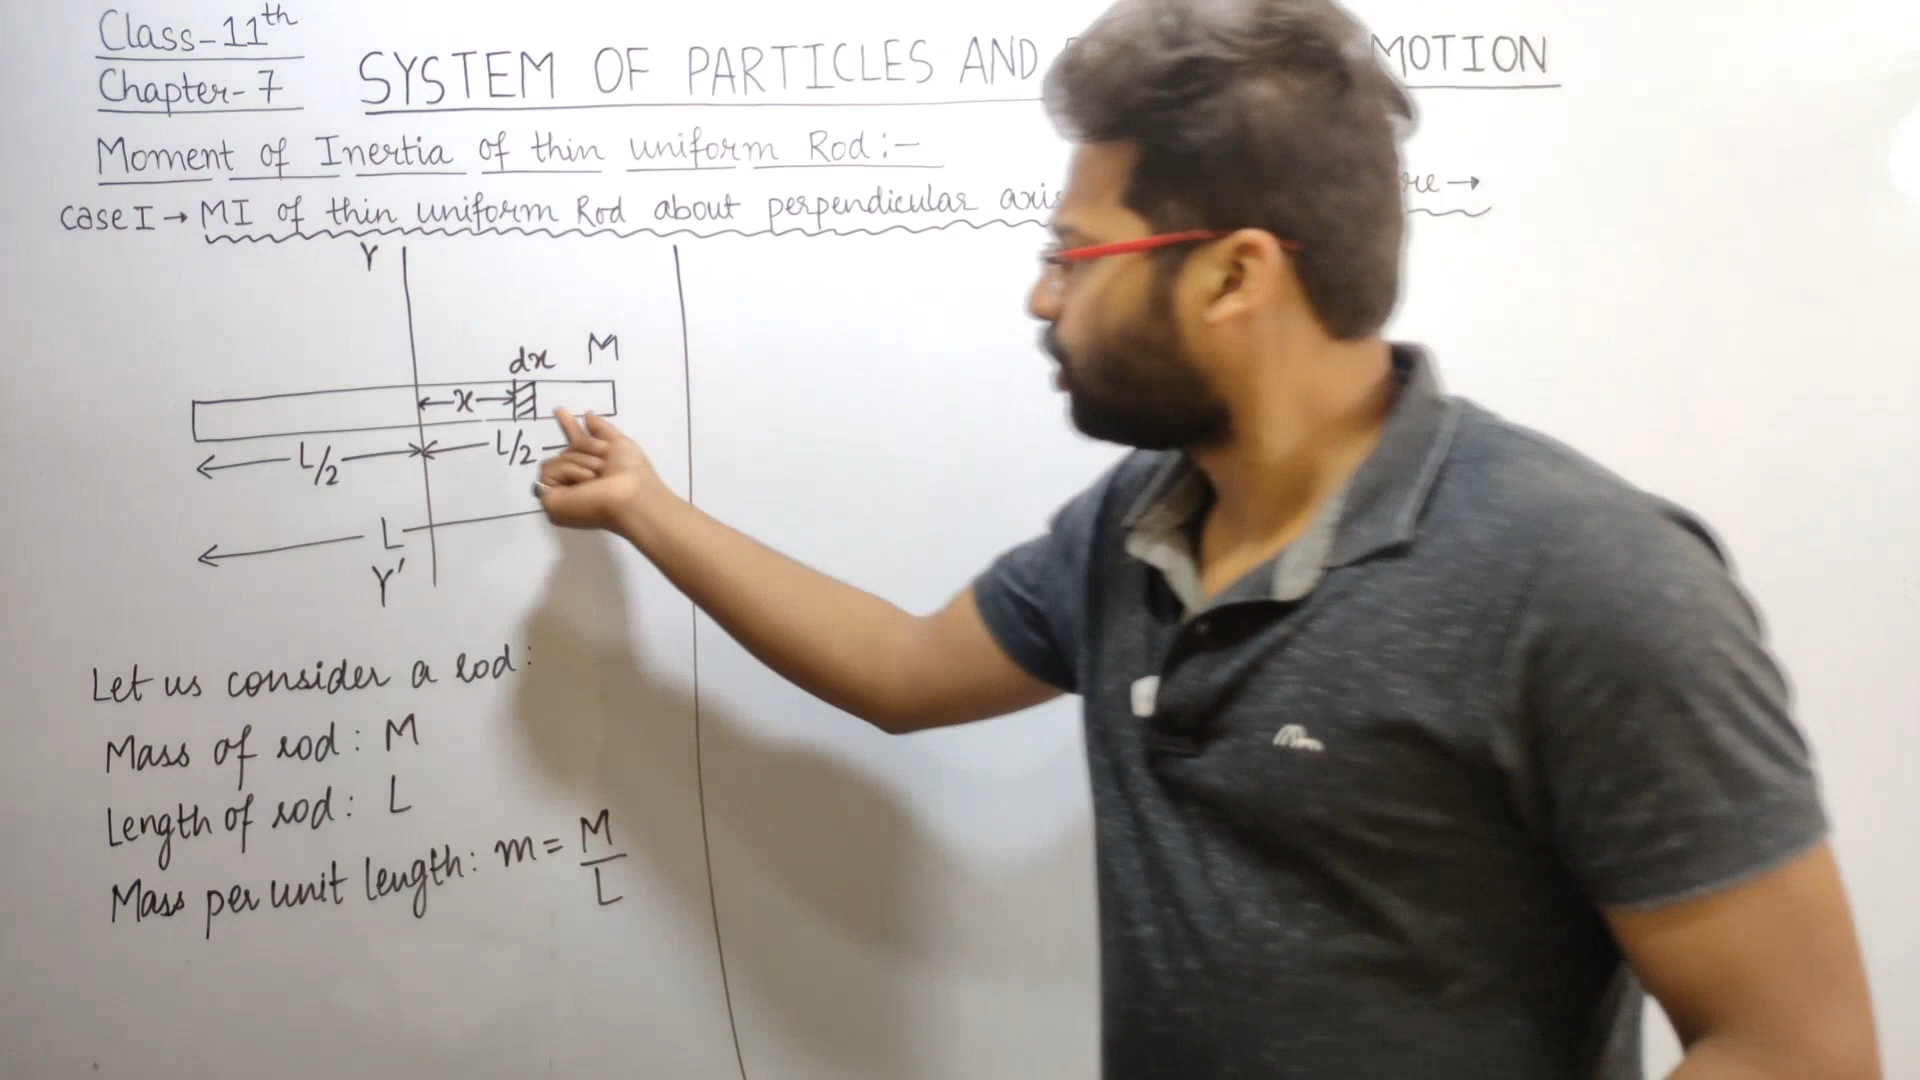 Class-11th
Chapter-7
SYSTEM OF PARTICLES AND MOTION
Moment of Inertia of thin uniform Rod:-
case I → MI of thin uniform Rod about perpendicular axis →
Y
dx M
x
L/2 L/2
L
Y'
Let us consider a rod:
Mass of rod: M
Length of rod: L
Mass per unit length: m = M/L